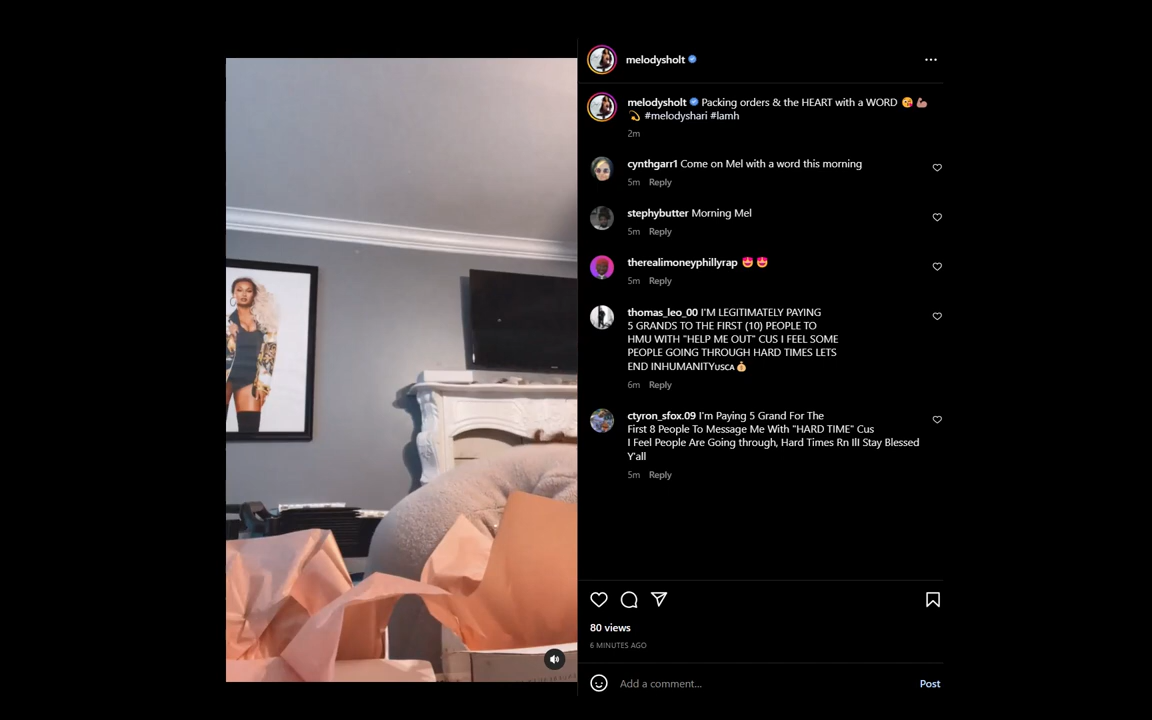 melodysholt
melodysholt Packing orders & the HEART with a WORD 😘 💪🏾
💫 #melodyshari #lamh
2m
cynthgarr1 Come on Mel with a word this morning
5m Reply
stephybutter Morning Mel
5m Reply
therealimoneyphillyrap 😍 😍
5m Reply
thomas_leo_00 I'M LEGITIMATELY PAYING
5 GRANDS TO THE FIRST (10) PEOPLE TO
HMU WITH "HELP ME OUT" CUS I FEEL SOME
PEOPLE GOING THROUGH HARD TIMES LETS
END INHUMANITYᴜꜱᴄᴀ💰
6m Reply
ctyron_sfox.09 I'm Paying 5 Grand For The
First 8 People To Message Me With "HARD TIME" Cus
I Feel People Are Going through, Hard Times Rn Ill Stay Blessed
Y'all
5m Reply
80 views
6 MINUTES AGO
Add a comment...
Post